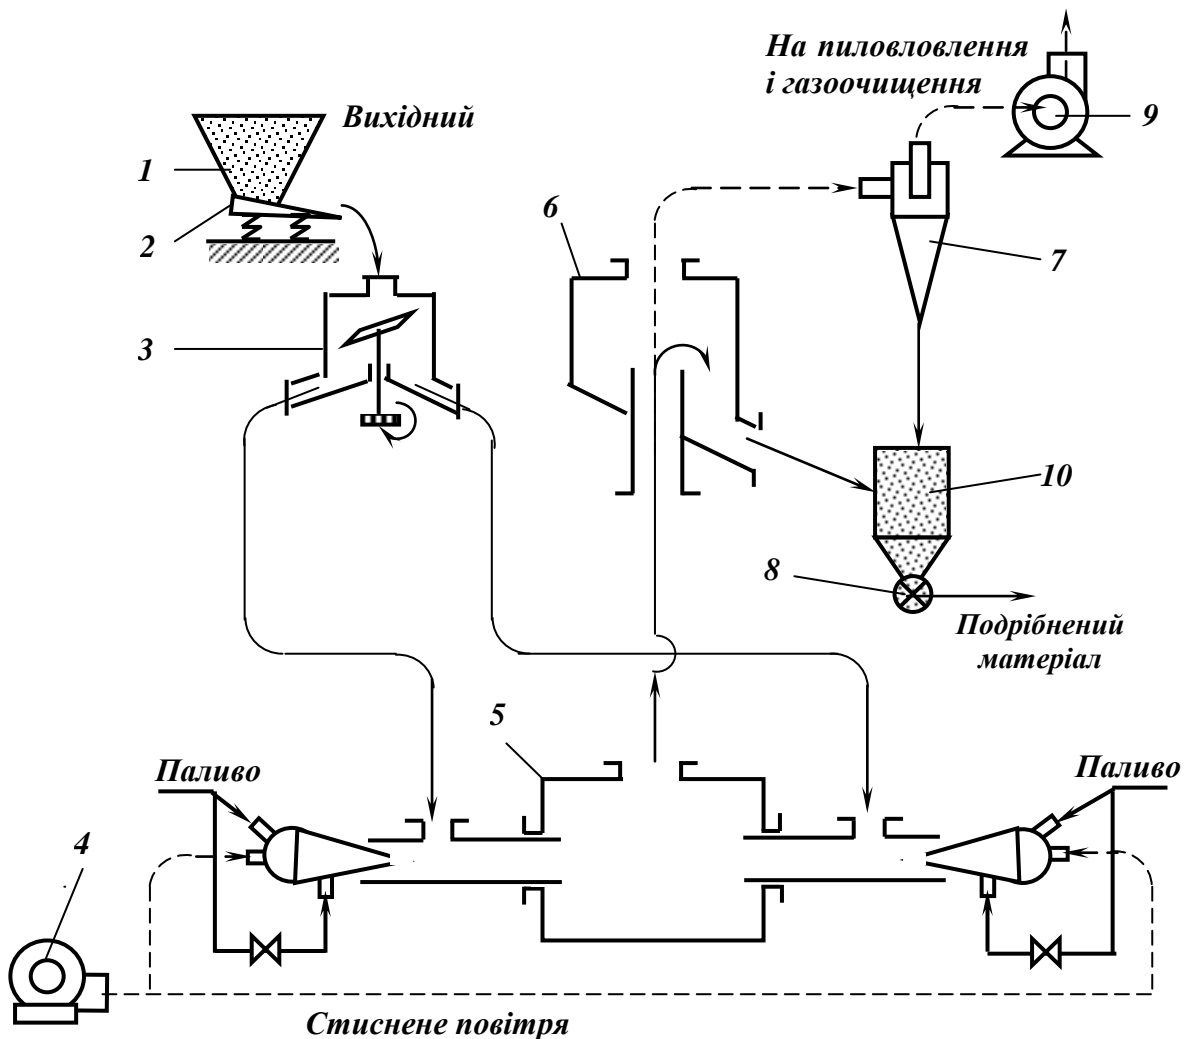 На пиловловлення
і газоочищення
9
Вихідний
1
2
6
7
3
10
8
Подрібнений
матеріал
5
Паливо
Паливо
4
Стиснене повітря